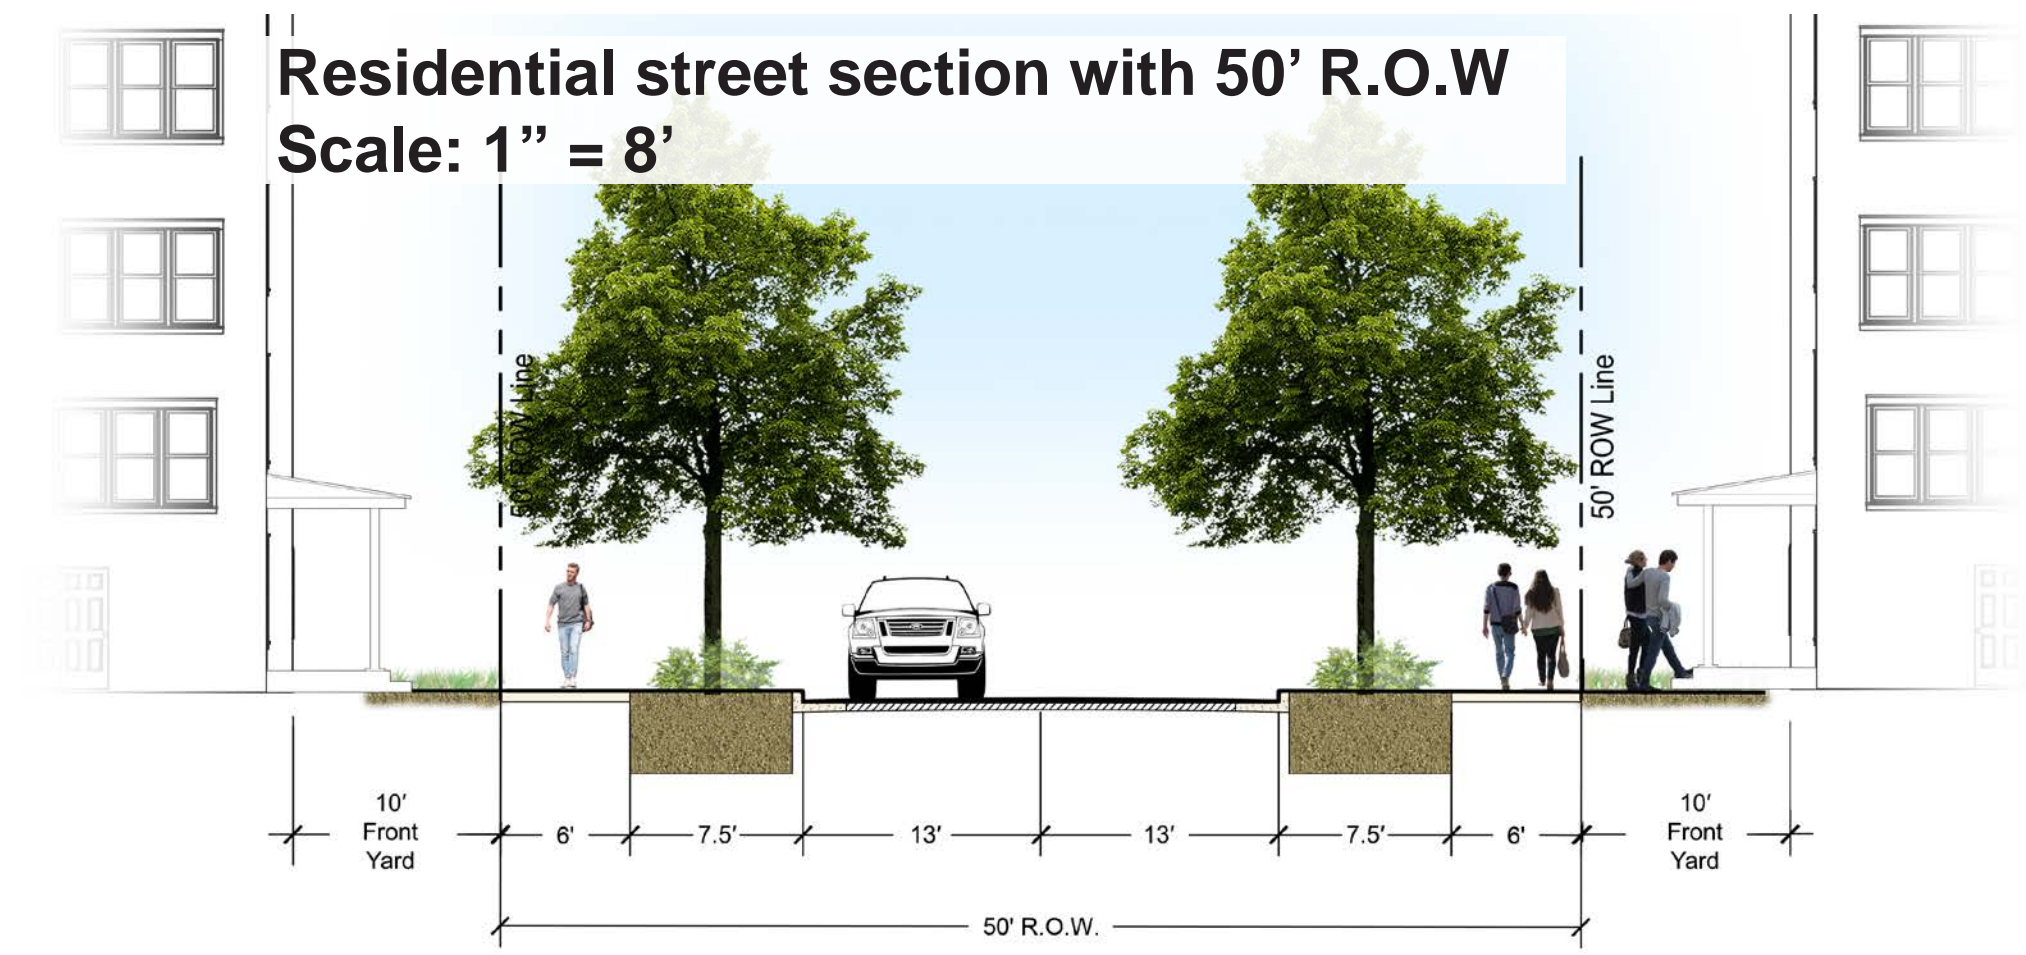 Residential street section with 50’ R.O.W
Scale: 1” = 8’
50' ROW Line
50' ROW Line
10'
Front
Yard
6'
7.5'
13'
13'
7.5'
6'
10'
Front
Yard
50' R.O.W.